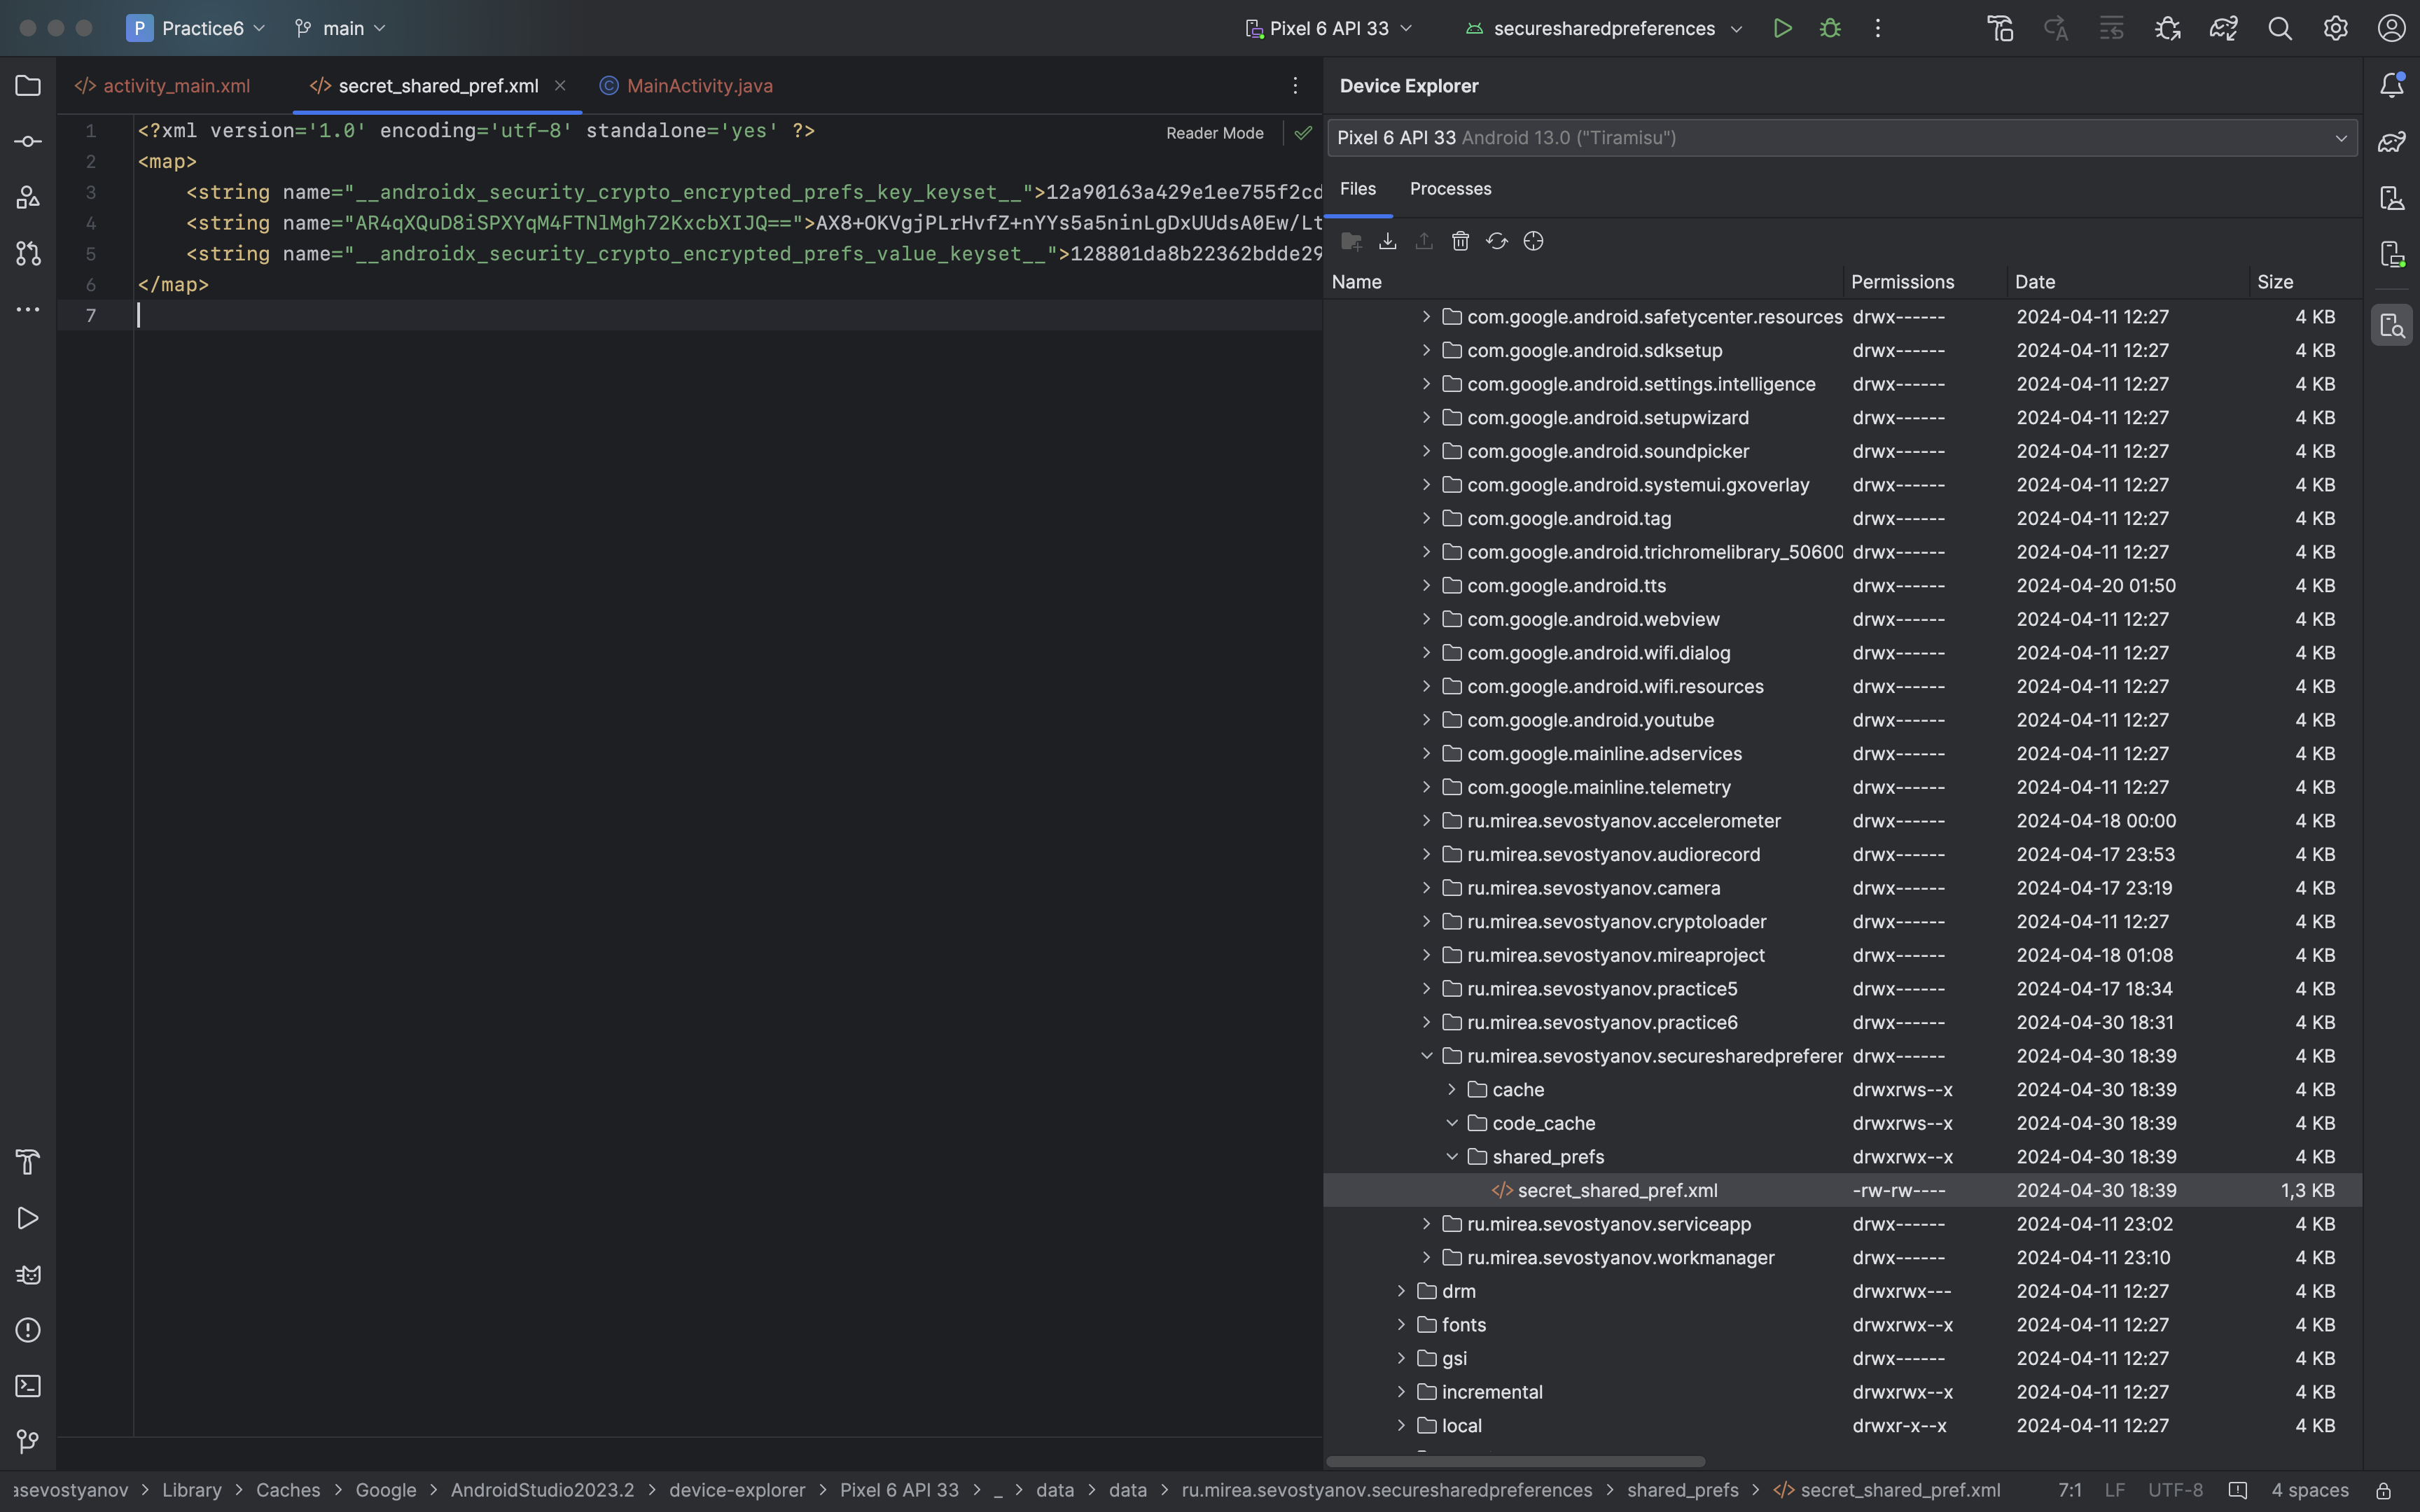 P Practice6 main Pixel 6 API 33 securesharedpreferences
activity_main.xml secret_shared_pref.xml MainActivity.java
Reader Mode
1 <?xml version='1.0' encoding='utf-8' standalone='yes' ?>
2 <map>
3 <string name="__androidx_security_crypto_encrypted_prefs_key_keyset__">12a90163a429e1ee755f2cd
4 <string name="AR4qXQuD8iSPXYqM4FTNlMgh72KxcbXIJQ==">AX8+OKVgjPLrHvfZ+nYYs5a5ninLgDxUUdsA0Ew/Lt
5 <string name="__androidx_security_crypto_encrypted_prefs_value_keyset__">128801da8b22362bdde29
6 </map>
7
Device Explorer
Pixel 6 API 33 Android 13.0 ("Tiramisu")
Files Processes
Name Permissions Date Size
com.google.android.safetycenter.resources drwx------ 2024-04-11 12:27 4 KB
com.google.android.sdksetup drwx------ 2024-04-11 12:27 4 KB
com.google.android.settings.intelligence drwx------ 2024-04-11 12:27 4 KB
com.google.android.setupwizard drwx------ 2024-04-11 12:27 4 KB
com.google.android.soundpicker drwx------ 2024-04-11 12:27 4 KB
com.google.android.systemui.gxoverlay drwx------ 2024-04-11 12:27 4 KB
com.google.android.tag drwx------ 2024-04-11 12:27 4 KB
com.google.android.trichromelibrary_50600 drwx------ 2024-04-11 12:27 4 KB
com.google.android.tts drwx------ 2024-04-20 01:50 4 KB
com.google.android.webview drwx------ 2024-04-11 12:27 4 KB
com.google.android.wifi.dialog drwx------ 2024-04-11 12:27 4 KB
com.google.android.wifi.resources drwx------ 2024-04-11 12:27 4 KB
com.google.android.youtube drwx------ 2024-04-11 12:27 4 KB
com.google.mainline.adservices drwx------ 2024-04-11 12:27 4 KB
com.google.mainline.telemetry drwx------ 2024-04-11 12:27 4 KB
ru.mirea.sevostyanov.accelerometer drwx------ 2024-04-18 00:00 4 KB
ru.mirea.sevostyanov.audiorecord drwx------ 2024-04-17 23:53 4 KB
ru.mirea.sevostyanov.camera drwx------ 2024-04-17 23:19 4 KB
ru.mirea.sevostyanov.cryptoloader drwx------ 2024-04-11 12:27 4 KB
ru.mirea.sevostyanov.mireaproject drwx------ 2024-04-18 01:08 4 KB
ru.mirea.sevostyanov.practice5 drwx------ 2024-04-17 18:34 4 KB
ru.mirea.sevostyanov.practice6 drwx------ 2024-04-30 18:31 4 KB
ru.mirea.sevostyanov.securesharedpreferer drwx------ 2024-04-30 18:39 4 KB
cache drwxrws--x 2024-04-30 18:39 4 KB
code_cache drwxrws--x 2024-04-30 18:39 4 KB
shared_prefs drwxrwx--x 2024-04-30 18:39 4 KB
secret_shared_pref.xml -rw-rw---- 2024-04-30 18:39 1,3 KB
ru.mirea.sevostyanov.serviceapp drwx------ 2024-04-11 23:02 4 KB
ru.mirea.sevostyanov.workmanager drwx------ 2024-04-11 23:10 4 KB
drm drwxrwx--- 2024-04-11 12:27 4 KB
fonts drwxrwx--x 2024-04-11 12:27 4 KB
gsi drwx------ 2024-04-11 12:27 4 KB
incremental drwxrwx--x 2024-04-11 12:27 4 KB
local drwxr-x--x 2024-04-11 12:27 4 KB
asevostyanov > Library > Caches > Google > AndroidStudio2023.2 > device-explorer > Pixel 6 API 33 > _ > data > data > ru.mirea.sevostyanov.securesharedpreferences > shared_prefs > secret_shared_pref.xml 7:1 LF UTF-8 4 spaces